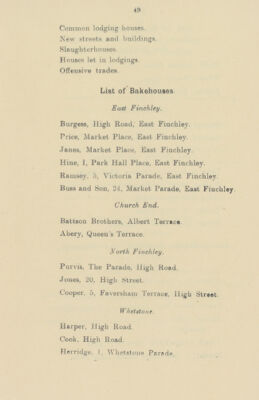 49
Common lodging houses.
New streets and buildings.
Slaughterhouses.
Houses let in lodgings.
Offensive trades.
List of Bakehouses.
East Finchley.
Burgess, High Road, East Finchley.
Price, Market Place, East Finchley.
Janes, Market Place, East Finchley.
Hine, 1, Park Hall Place, East Finchley.
Ramsey, 5, Victoria Parade, East Finchley.
Buss and Son, 24, Market Parade, East Finchley
Church End.
Battson Brothers, Albert Terrace.
Abery, Queen's Terrace.
North Finchley.
Purvis, The Parade, High Road.
Jones, 20, High Street.
Cooper, 5, Faversham Terrace, High Street.
Whetstone.
Harper, High Road.
Cook, High Road.
Herridge, 1, Whetstone Parade.